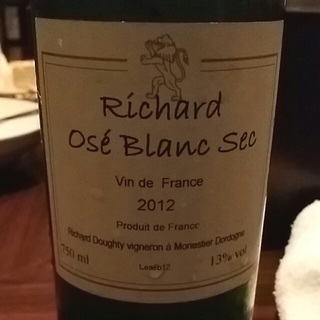 Richard
Osé Blanc Sec
Vin de France
2012
Produit de France
Richard Doughty vigneron à Monestier Dordogne
750 ml 13% vol